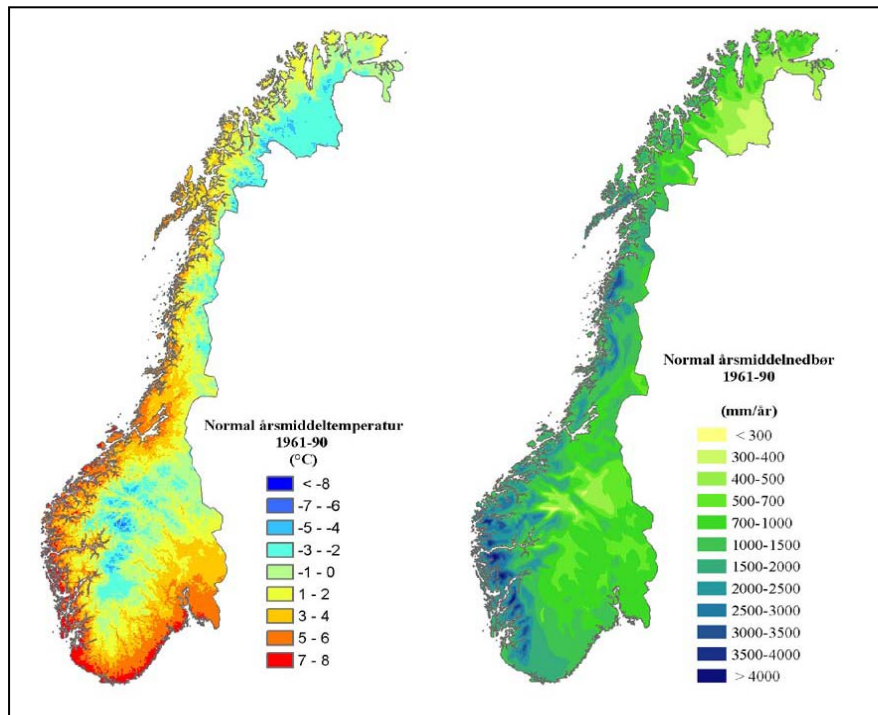 Normal årsmiddeltemperatur
1961-90
(°C)
< -8
-7 - -6
-5 - -4
-3 - -2
-1 - 0
1 - 2
3 - 4
5 - 6
7 - 8
Normal årsmiddelnedbør
1961-90
(mm/år)
< 300
300-400
400-500
500-700
700-1000
1000-1500
1500-2000
2000-2500
2500-3000
3000-3500
3500-4000
> 4000